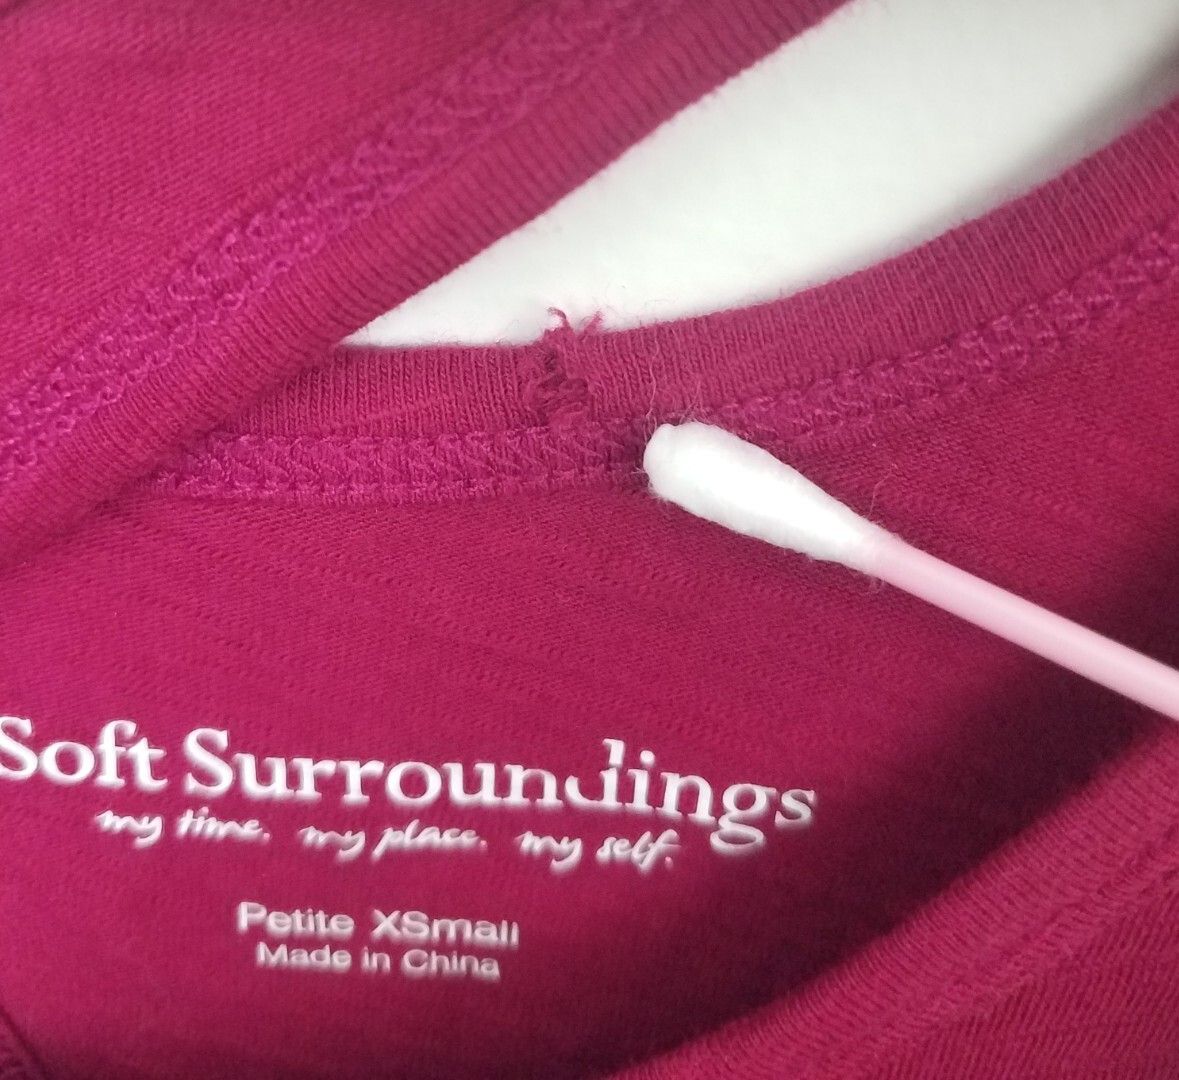 Soft Surroundings
my time. my place. my self.
Petite XSmall
Made in China